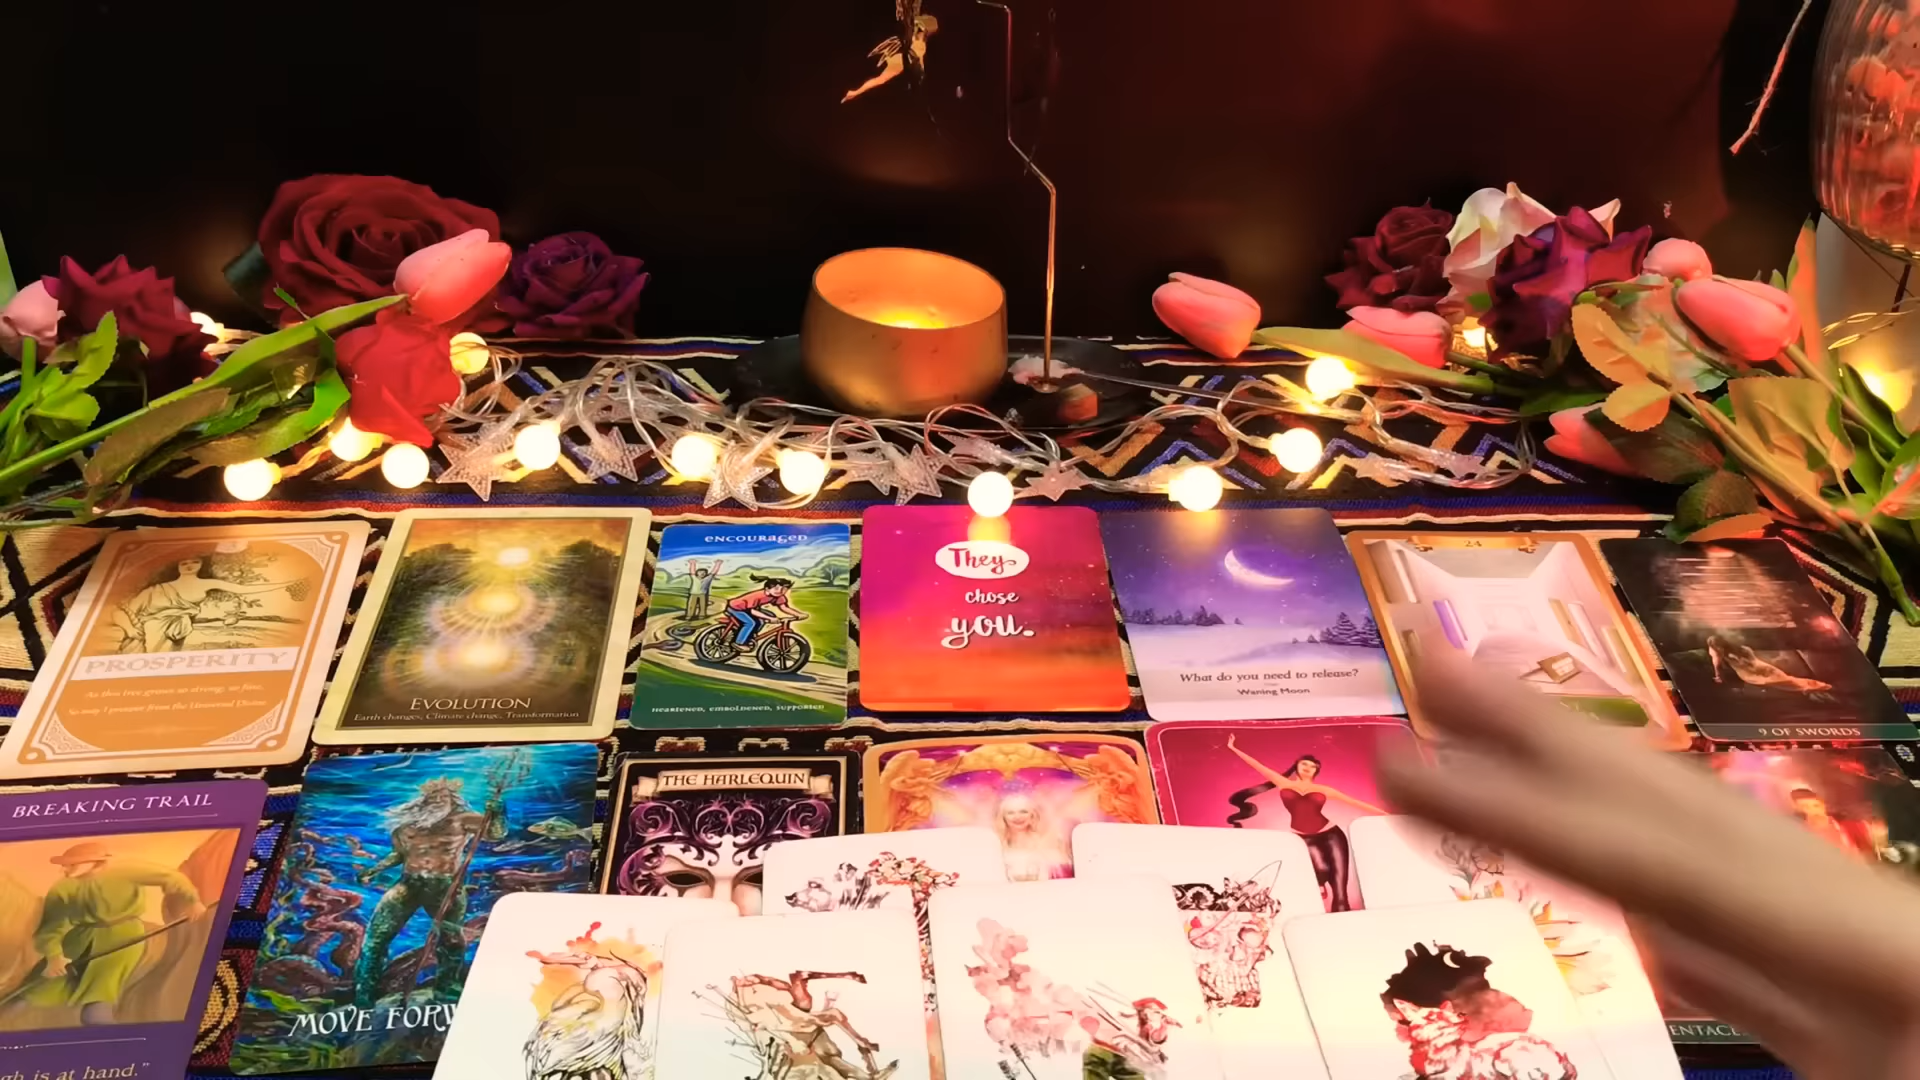 PROSPERITY
As this tree grows so strong, so fine,
So may I prosper from the Universal Divine.
EVOLUTION
Earth changes, Climate change, Transformation
ENCOURAGED
HEARTENED, EMBOLDENED, SUPPORTED
They
chose
you.
What do you need to release?
Waning Moon
24
9 OF SWORDS
BREAKING TRAIL
gh is at hand."
MOVE FORW
THE HARLEQUIN
ENTACL